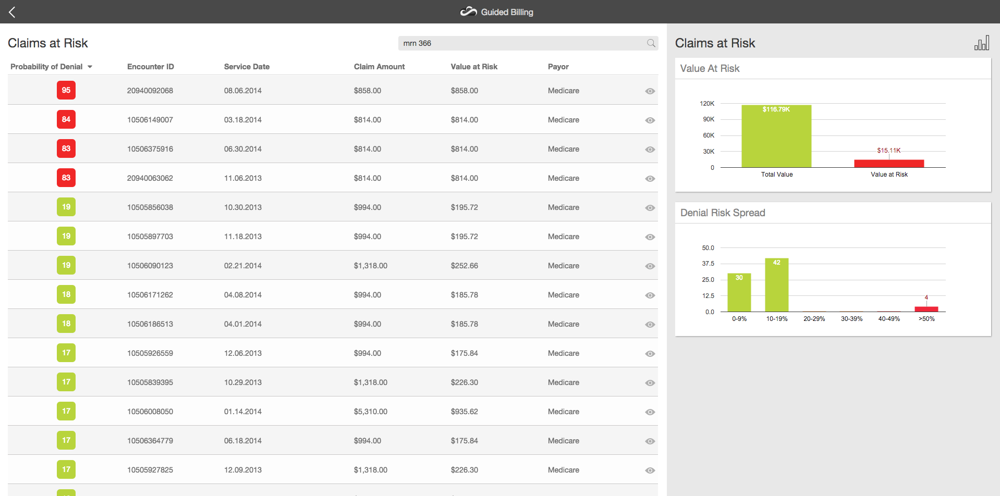 Guided Billing
Claims at Risk
mrn 366
Probability of Denial Encounter ID Service Date Claim Amount Value at Risk Payor
95 20940092068 08.06.2014 $858.00 $858.00 Medicare
84 10506149007 03.18.2014 $814.00 $814.00 Medicare
83 10506375916 06.30.2014 $814.00 $814.00 Medicare
83 20940063062 11.06.2013 $814.00 $814.00 Medicare
19 10505856038 10.30.2013 $994.00 $195.72 Medicare
19 10505897703 11.18.2013 $994.00 $195.72 Medicare
19 10506090123 02.21.2014 $1,318.00 $252.66 Medicare
18 10506171262 04.08.2014 $994.00 $185.78 Medicare
18 10506186513 04.01.2014 $994.00 $185.78 Medicare
17 10505926559 12.06.2013 $994.00 $175.84 Medicare
17 10505839395 10.29.2013 $1,318.00 $226.30 Medicare
17 10506008050 01.14.2014 $5,310.00 $935.62 Medicare
17 10506364779 06.18.2014 $994.00 $175.84 Medicare
17 10505927825 12.09.2013 $1,318.00 $226.30 Medicare
Claims at Risk
Value At Risk
120K
$116.79K
90K
60K
30K
$15.11K
0
Total Value Value at Risk
Denial Risk Spread
50.0
42
37.5
30
25.0
12.5
4
0.0
0-9% 10-19% 20-29% 30-39% 40-49% >50%